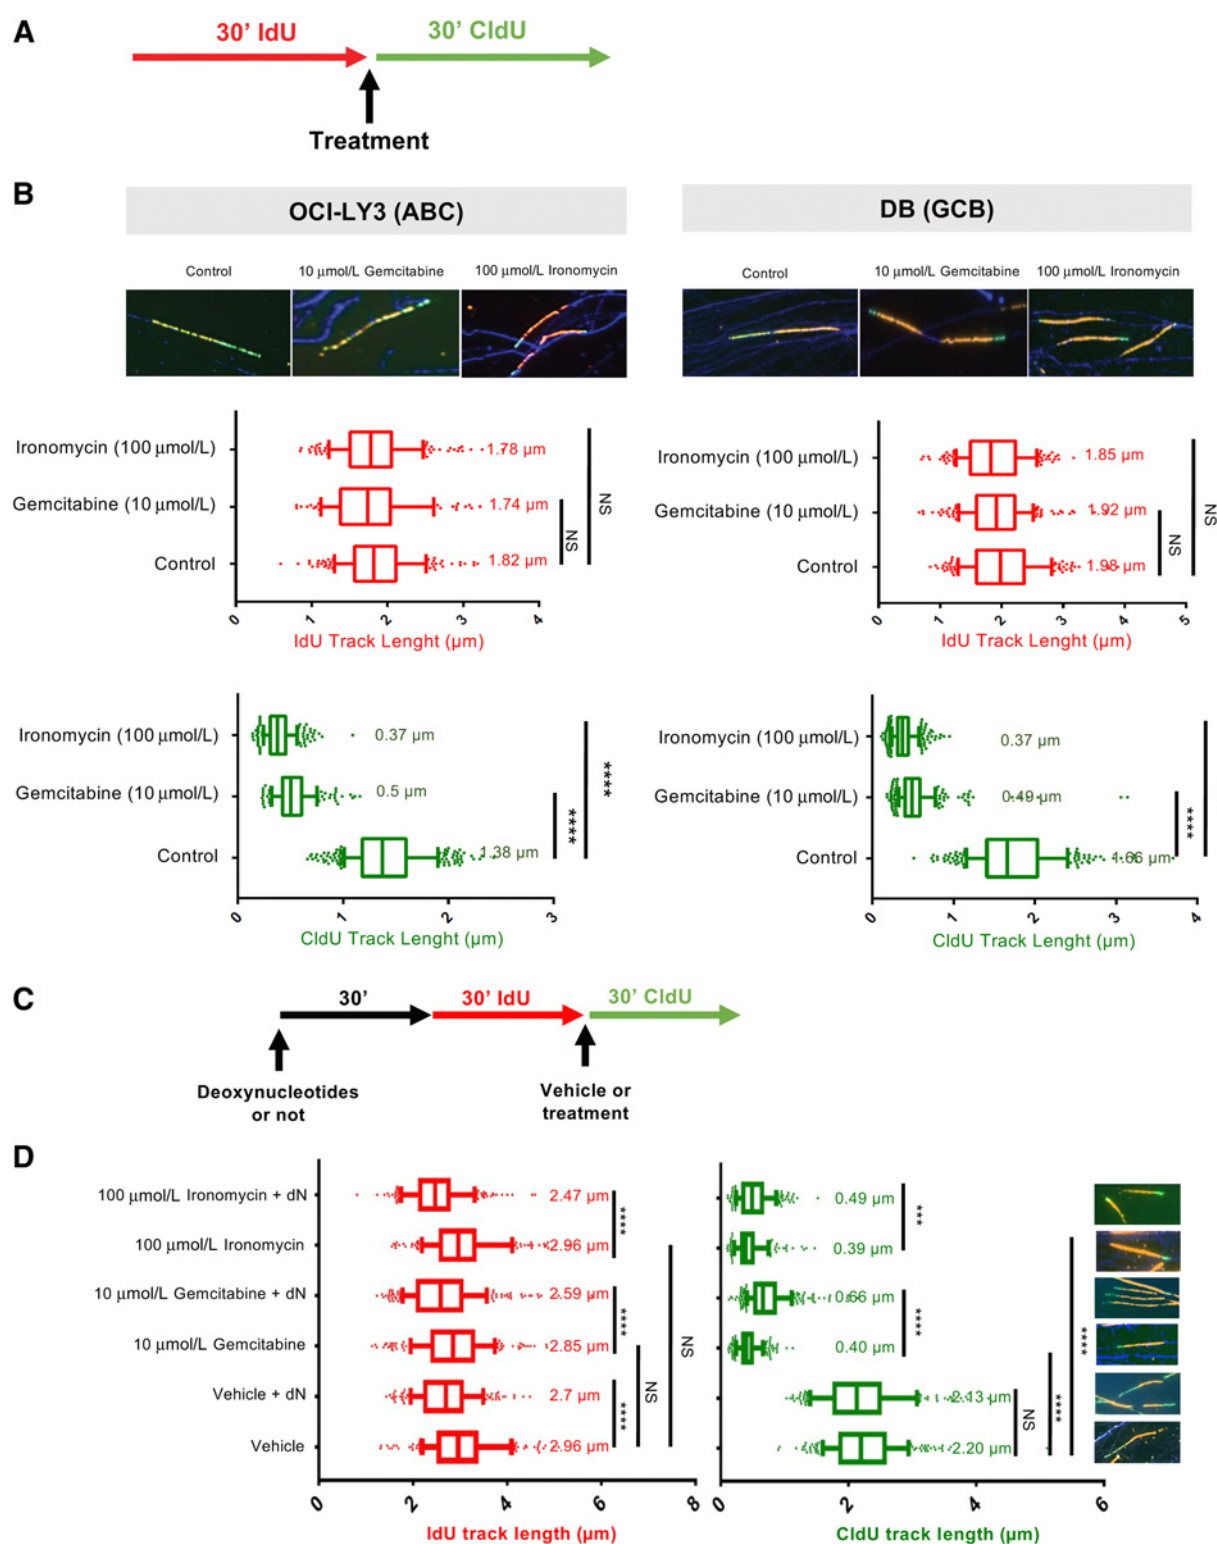 A
30’ IdU
30’ CldU
Treatment
B
OCI-LY3 (ABC)
Control
10 μmol/L Gemcitabine
100 μmol/L Ironomycin
Ironomycin (100 μmol/L)
1.78 μm
Gemcitabine (10 μmol/L)
1.74 μm
Control
1.82 μm
NS
NS
0
1
2
3
4
IdU Track Lenght (μm)
Ironomycin (100 μmol/L)
0.37 μm
Gemcitabine (10 μmol/L)
0.5 μm
Control
1.38 μm
****
****
0
1
2
3
CldU Track Lenght (μm)
DB (GCB)
Control
10 μmol/L Gemcitabine
100 μmol/L Ironomycin
Ironomycin (100 μmol/L)
1.85 μm
Gemcitabine (10 μmol/L)
1.92 μm
Control
1.98 μm
NS
NS
0
1
2
3
4
5
IdU Track Lenght (μm)
Ironomycin (100 μmol/L)
0.37 μm
Gemcitabine (10 μmol/L)
0.49 μm
Control
1.66 μm
****
0
1
2
3
4
CldU Track Lenght (μm)
C
30’
30’ IdU
30’ CldU
Deoxynucleotides
or not
Vehicle or
treatment
D
100 μmol/L Ironomycin + dN
2.47 μm
100 μmol/L Ironomycin
2.96 μm
10 μmol/L Gemcitabine + dN
2.59 μm
10 μmol/L Gemcitabine
2.85 μm
Vehicle + dN
2.7 μm
Vehicle
2.96 μm
****
****
****
NS
NS
0
2
4
6
8
IdU track length (μm)
0.49 μm
0.39 μm
0.66 μm
0.40 μm
2.13 μm
2.20 μm
***
****
NS
****
****
0
2
4
6
CldU track length (μm)